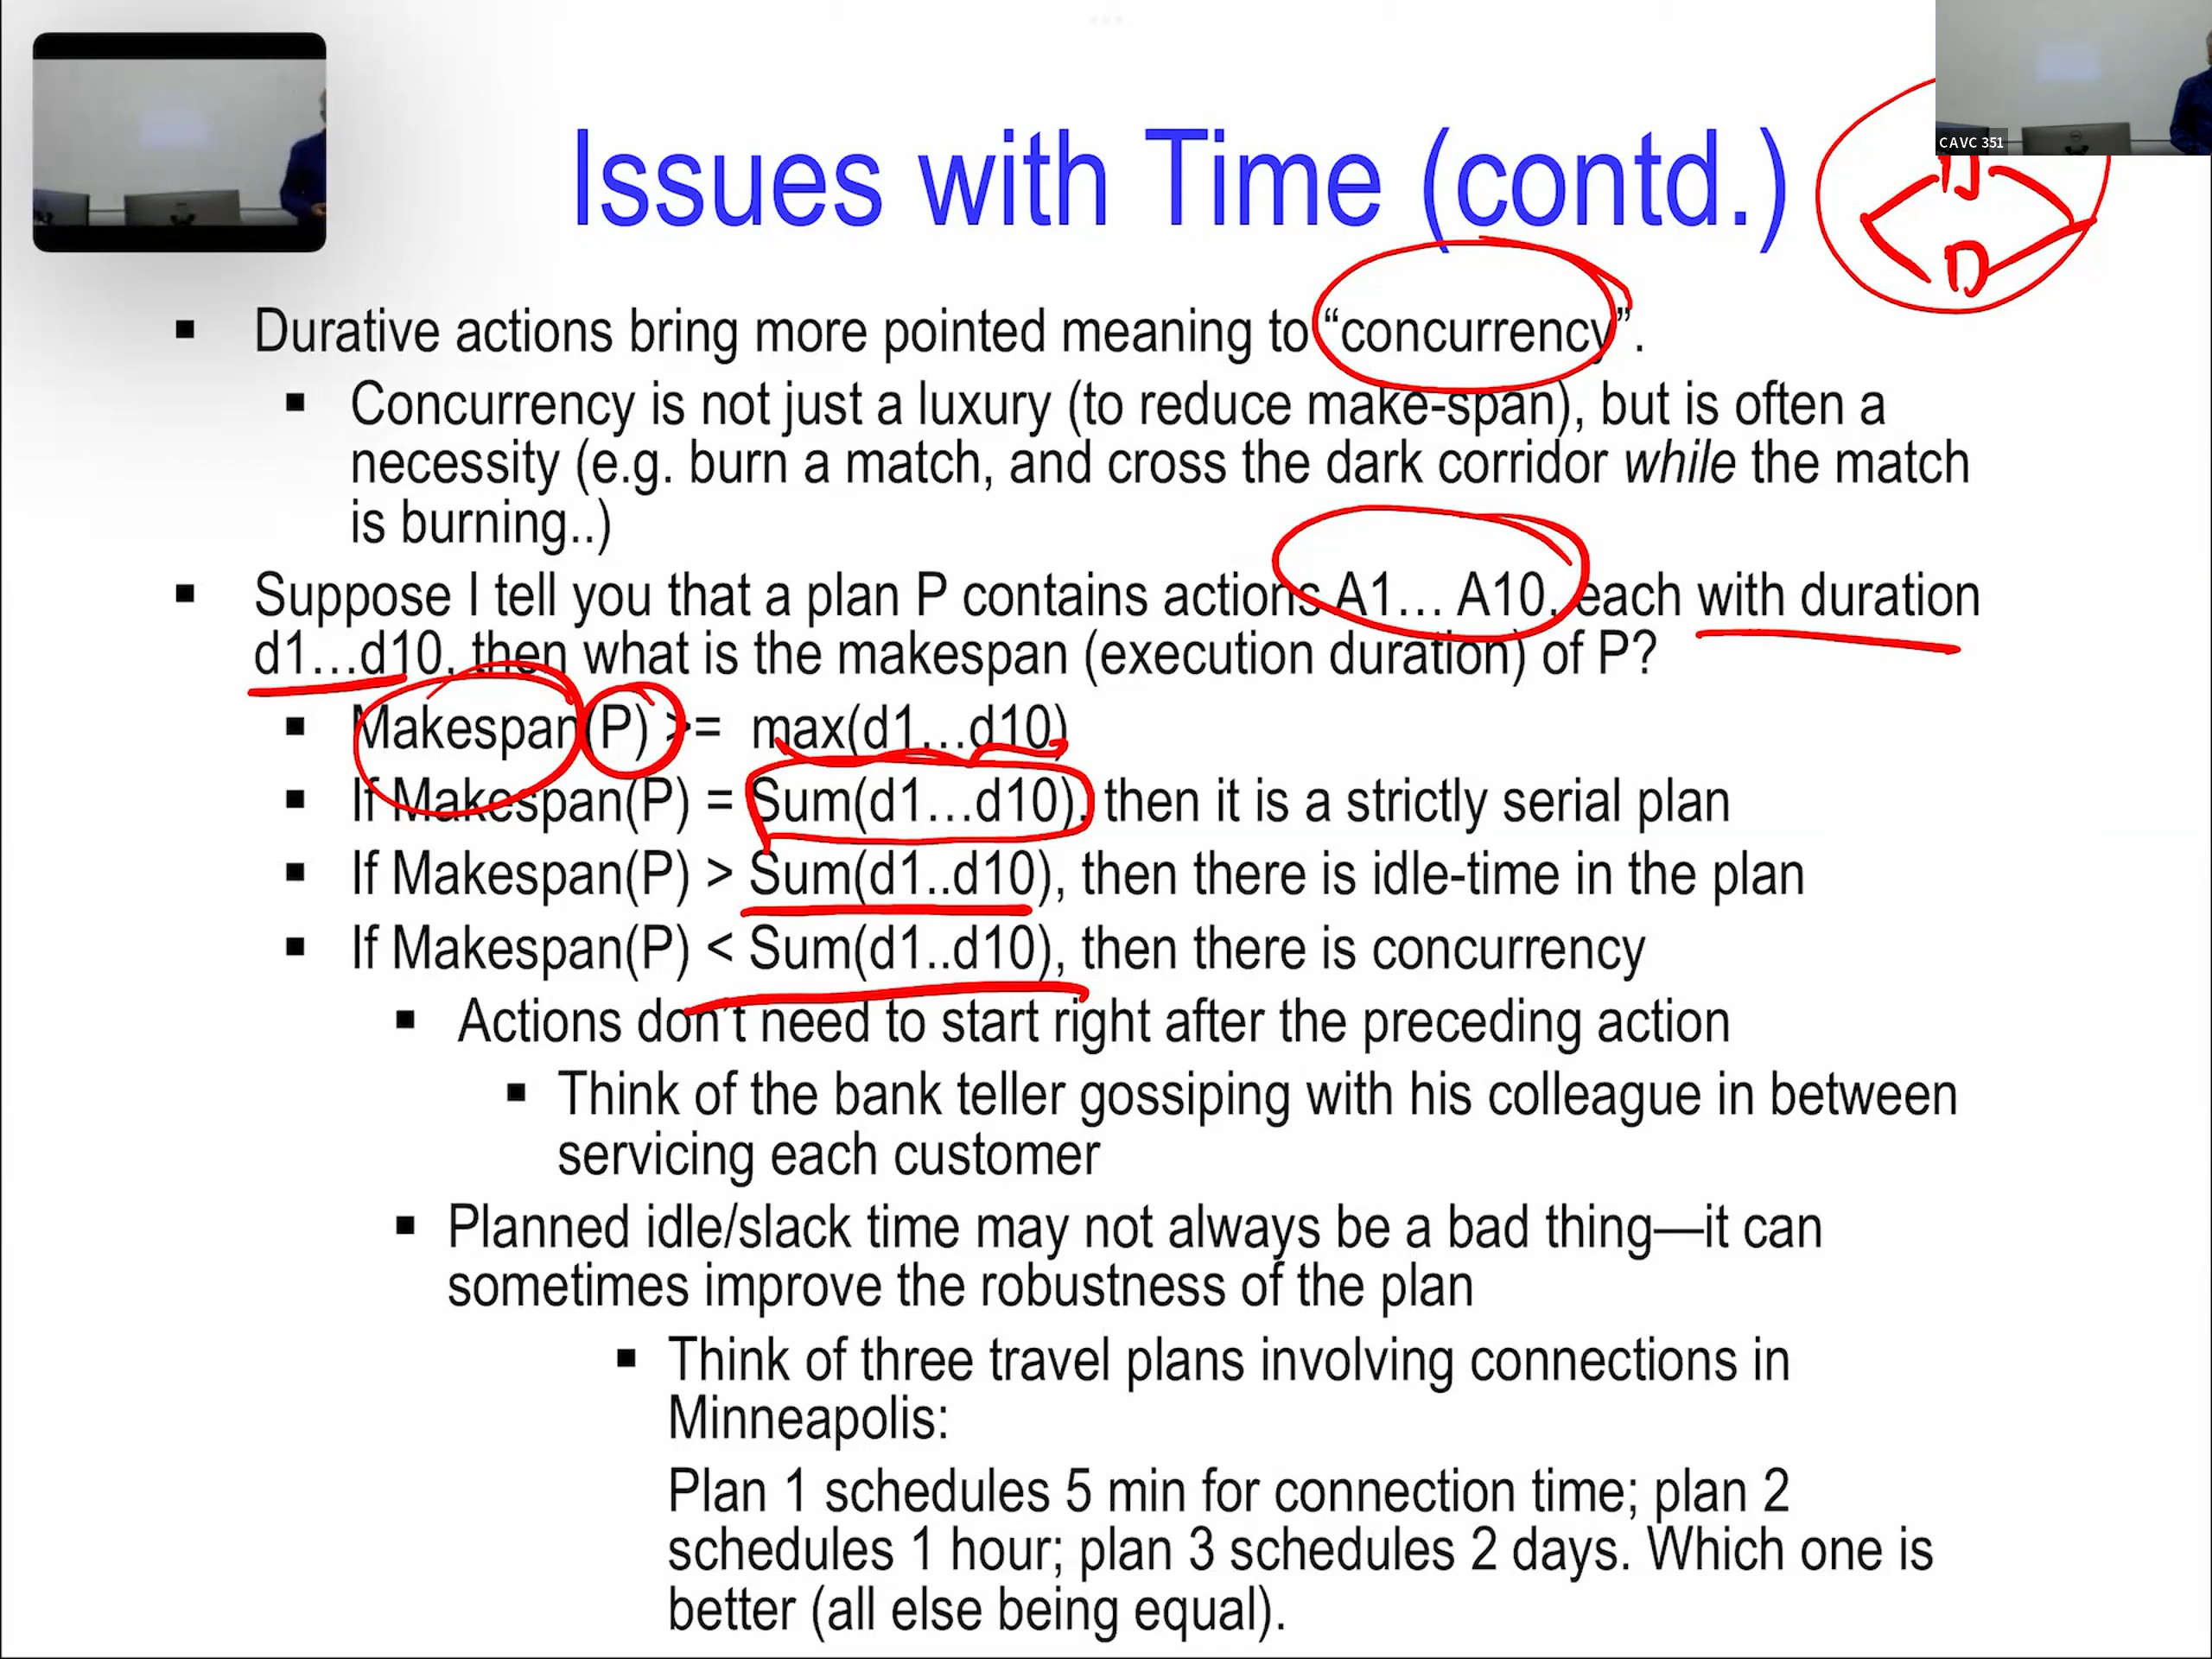 Issues with Time (contd.)
CAVC 351
▪ Durative actions bring more pointed meaning to “concurrency”.
▪ Concurrency is not just a luxury (to reduce make-span), but is often a
necessity (e.g. burn a match, and cross the dark corridor while the match
is burning..)
▪ Suppose I tell you that a plan P contains actions A1… A10, each with duration
d1…d10, then what is the makespan (execution duration) of P?
▪ Makespan(P) >= max(d1…d10)
▪ If Makespan(P) = Sum(d1…d10), then it is a strictly serial plan
▪ If Makespan(P) > Sum(d1..d10), then there is idle-time in the plan
▪ If Makespan(P) < Sum(d1..d10), then there is concurrency
▪ Actions don’t need to start right after the preceding action
▪ Think of the bank teller gossiping with his colleague in between
servicing each customer
▪ Planned idle/slack time may not always be a bad thing—it can
sometimes improve the robustness of the plan
▪ Think of three travel plans involving connections in
Minneapolis:
Plan 1 schedules 5 min for connection time; plan 2
schedules 1 hour; plan 3 schedules 2 days. Which one is
better (all else being equal).